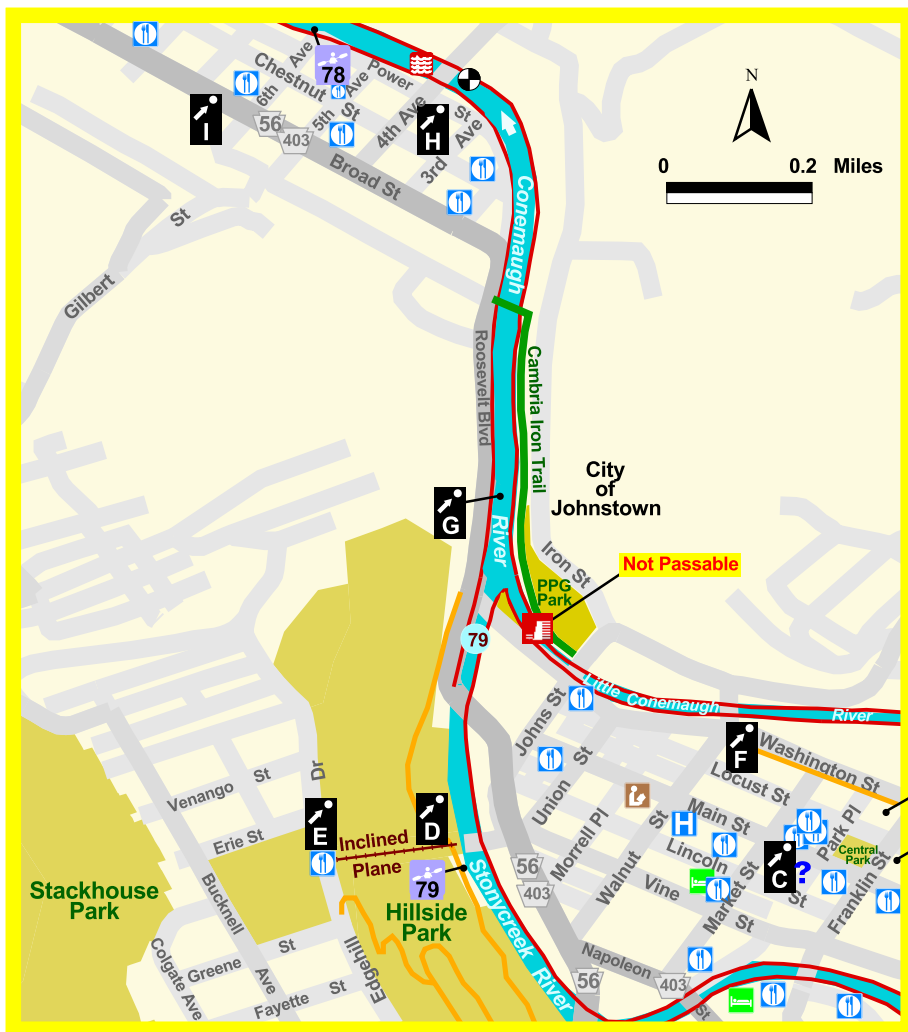 78
Ave
Chestnut
St
6th
5th
Ave
Power
St
4th Ave
3rd
Ave
I
H
56
403
Broad St
N
0
0.2
Miles
Conemaugh
River
St
Gilbert
Roosevelt Blvd
Cambria Iron Trail
City
of
Johnstown
G
Iron St
Not Passable
PPG
Park
79
Little Conemaugh
River
Johns St
F
Washington St
Locust St
Main St
Lincoln
St
Vine
St
Union
St
Morrell Pl
Walnut
St
Market St
Park Pl
Franklin St
Central
Park
H
C
?
Dr
Edgehill
Venango
St
Erie St
E
D
Inclined
Plane
79
Hillside
Park
Stackhouse
Park
Bucknell
Ave
Colgate Ave
Greene
St
Fayette
St
Stonycreek
River
56
403
Napoleon
St
56
403